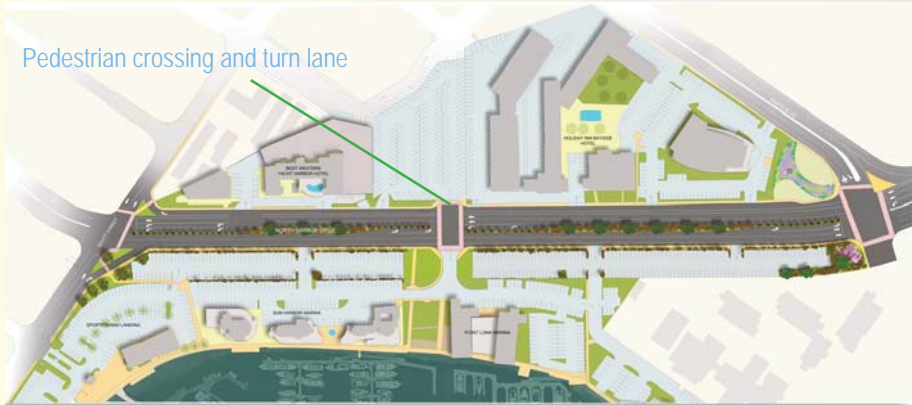 Pedestrian crossing and turn lane
HOLIDAY INN BAYSIDE
HOTEL
BEST WESTERN
YACHT HARBOR HOTEL
NORTH HARBOR DRIVE
SPORTFISHING LANDING
SUN HARBOR MARINA
POINT LOMA MARINA